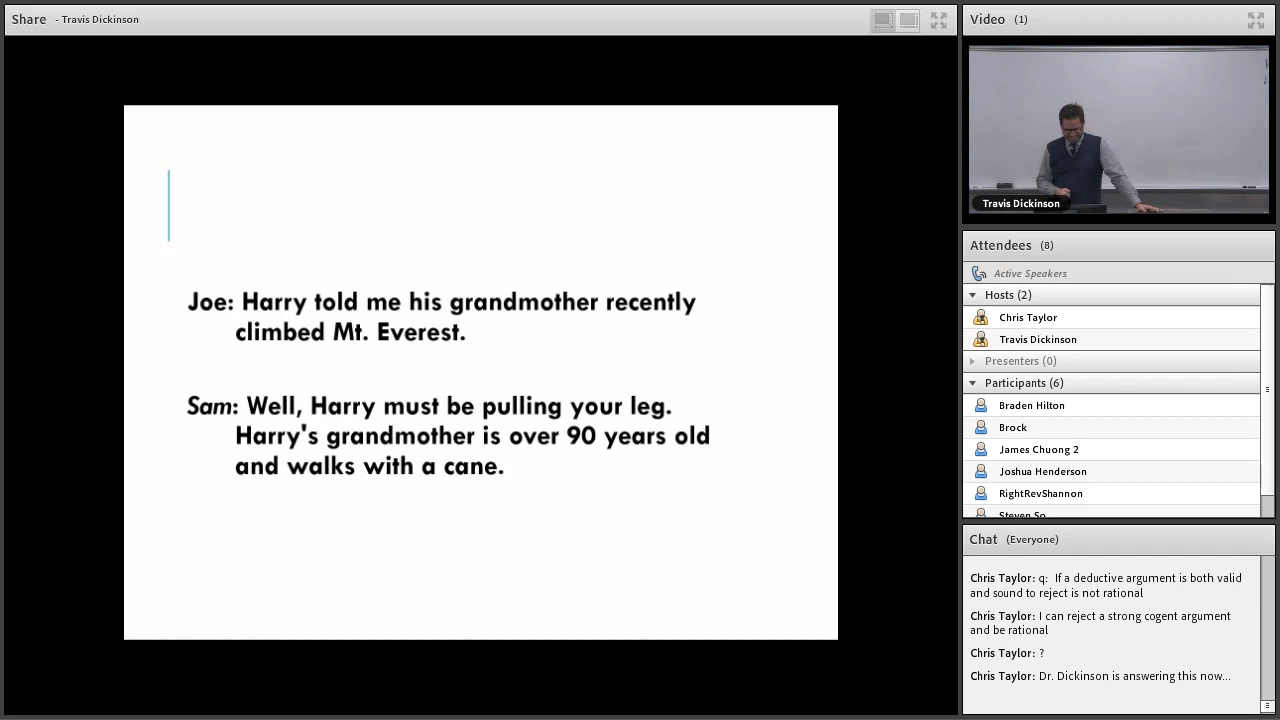 Share - Travis Dickinson
Joe: Harry told me his grandmother recently
climbed Mt. Everest.
Sam: Well, Harry must be pulling your leg.
Harry's grandmother is over 90 years old
and walks with a cane.
Video (1)
Travis Dickinson
Attendees (8)
Active Speakers
Hosts (2)
Chris Taylor
Travis Dickinson
Presenters (0)
Participants (6)
Braden Hilton
Brock
James Chuong 2
Joshua Henderson
RightRevShannon
Steven So
Chat (Everyone)
Chris Taylor: q: If a deductive argument is both valid
and sound to reject is not rational
Chris Taylor: I can reject a strong cogent argument
and be rational
Chris Taylor: ?
Chris Taylor: Dr. Dickinson is answering this now...